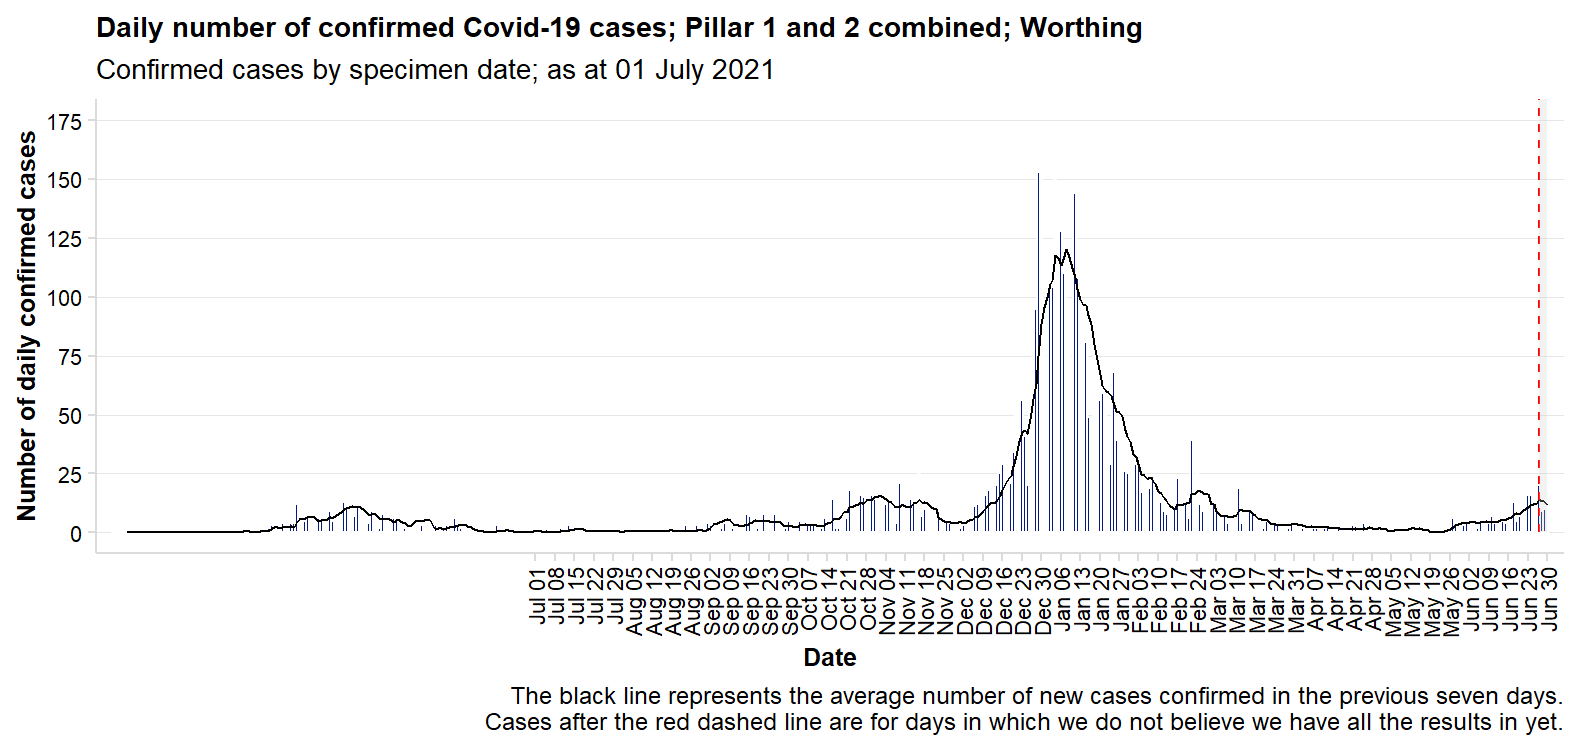 Daily number of confirmed Covid-19 cases; Pillar 1 and 2 combined; Worthing
Confirmed cases by specimen date; as at 01 July 2021
Number of daily confirmed cases
175
150
125
100
75
50
25
0
Jul 01
Jul 08
Jul 15
Jul 22
Jul 29
Aug 05
Aug 12
Aug 19
Aug 26
Sep 02
Sep 09
Sep 16
Sep 23
Sep 30
Oct 07
Oct 14
Oct 21
Oct 28
Nov 04
Nov 11
Nov 18
Nov 25
Dec 02
Dec 09
Dec 16
Dec 23
Dec 30
Jan 06
Jan 13
Jan 20
Jan 27
Feb 03
Feb 10
Feb 17
Feb 24
Mar 03
Mar 10
Mar 17
Mar 24
Mar 31
Apr 07
Apr 14
Apr 21
Apr 28
May 05
May 12
May 19
May 26
Jun 02
Jun 09
Jun 16
Jun 23
Jun 30
Date
The black line represents the average number of new cases confirmed in the previous seven days.
Cases after the red dashed line are for days in which we do not believe we have all the results in yet.